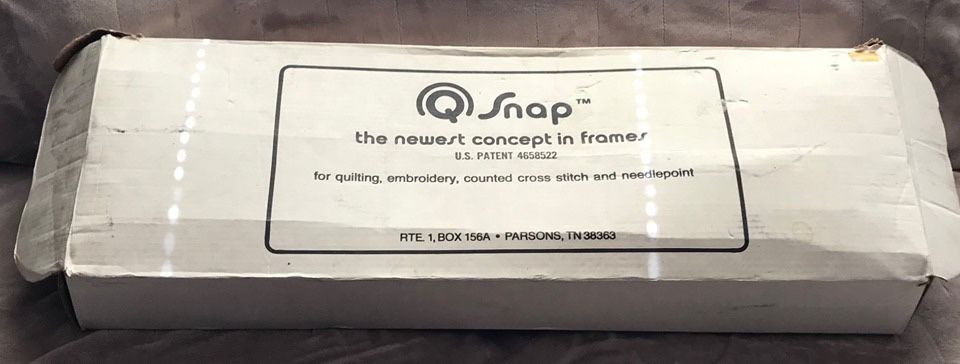 Q Snap™
the newest concept in frames
U.S. PATENT 4658522
for quilting, embroidery, counted cross stitch and needlepoint
RTE. 1, BOX 156A • PARSONS, TN 38363